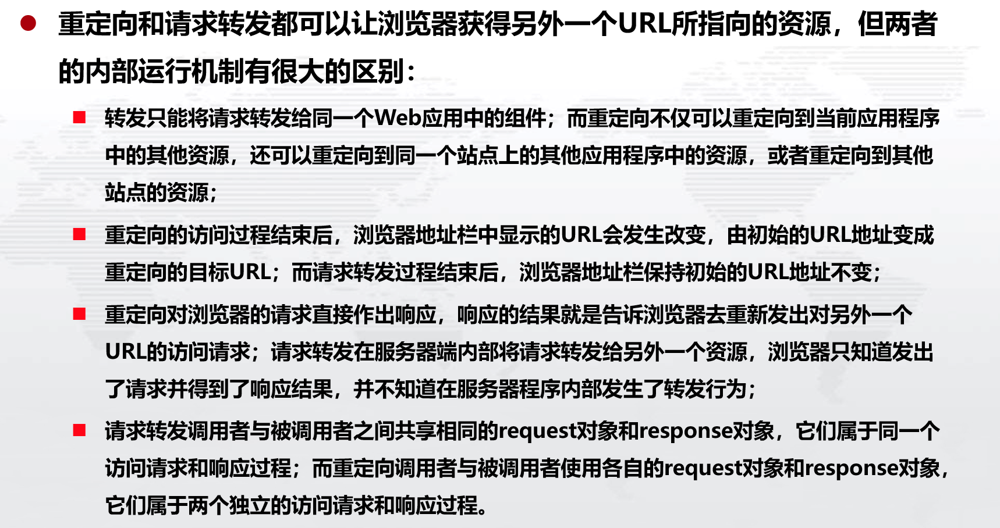 重定向和请求转发都可以让浏览器获得另外一个URL所指向的资源，但两者
的内部运行机制有很大的区别：
转发只能将请求转发给同一个Web应用中的组件；而重定向不仅可以重定向到当前应用程序
中的其他资源，还可以重定向到同一个站点上的其他应用程序中的资源，或者重定向到其他
站点的资源；
重定向的访问过程结束后，浏览器地址栏中显示的URL会发生改变，由初始的URL地址变成
重定向的目标URL；而请求转发过程结束后，浏览器地址栏保持初始的URL地址不变；
重定向对浏览器的请求直接作出响应，响应的结果就是告诉浏览器去重新发出对另外一个
URL的访问请求；请求转发在服务器端内部将请求转发给另外一个资源，浏览器只知道发出
了请求并得到了响应结果，并不知道在服务器程序内部发生了转发行为；
请求转发调用者与被调用者之间共享相同的request对象和response对象，它们属于同一个
访问请求和响应过程；而重定向调用者与被调用者使用各自的request对象和response对象，
它们属于两个独立的访问请求和响应过程。